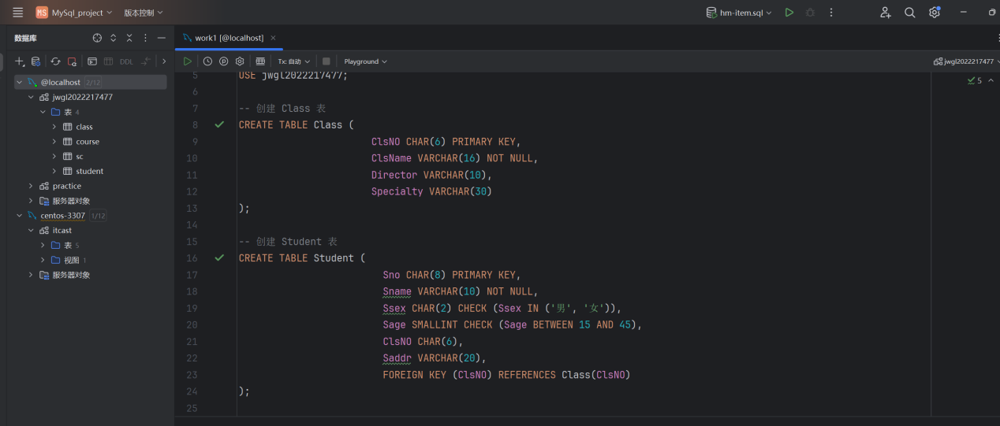 MS MySql_project 版本控制 hm-item.sql
数据库 work1 [@localhost]
DDL Tx: 自动 Playground jwgl2022217477
@localhost 2/12
jwgl2022217477
表 4
class
course
sc
student
practice
服务器对象
centos-3307 1/12
itcast
表 5
视图 1
服务器对象
5 USE jwgl2022217477;
5
6
7 -- 创建 Class 表
8 CREATE TABLE Class (
9 ClsNO CHAR(6) PRIMARY KEY,
10 ClsName VARCHAR(16) NOT NULL,
11 Director VARCHAR(10),
12 Specialty VARCHAR(30)
13 );
14
15 -- 创建 Student 表
16 CREATE TABLE Student (
17 Sno CHAR(8) PRIMARY KEY,
18 Sname VARCHAR(10) NOT NULL,
19 Ssex CHAR(2) CHECK (Ssex IN ('男', '女')),
20 Sage SMALLINT CHECK (Sage BETWEEN 15 AND 45),
21 ClsNO CHAR(6),
22 Saddr VARCHAR(20),
23 FOREIGN KEY (ClsNO) REFERENCES Class(ClsNO)
24 );
25